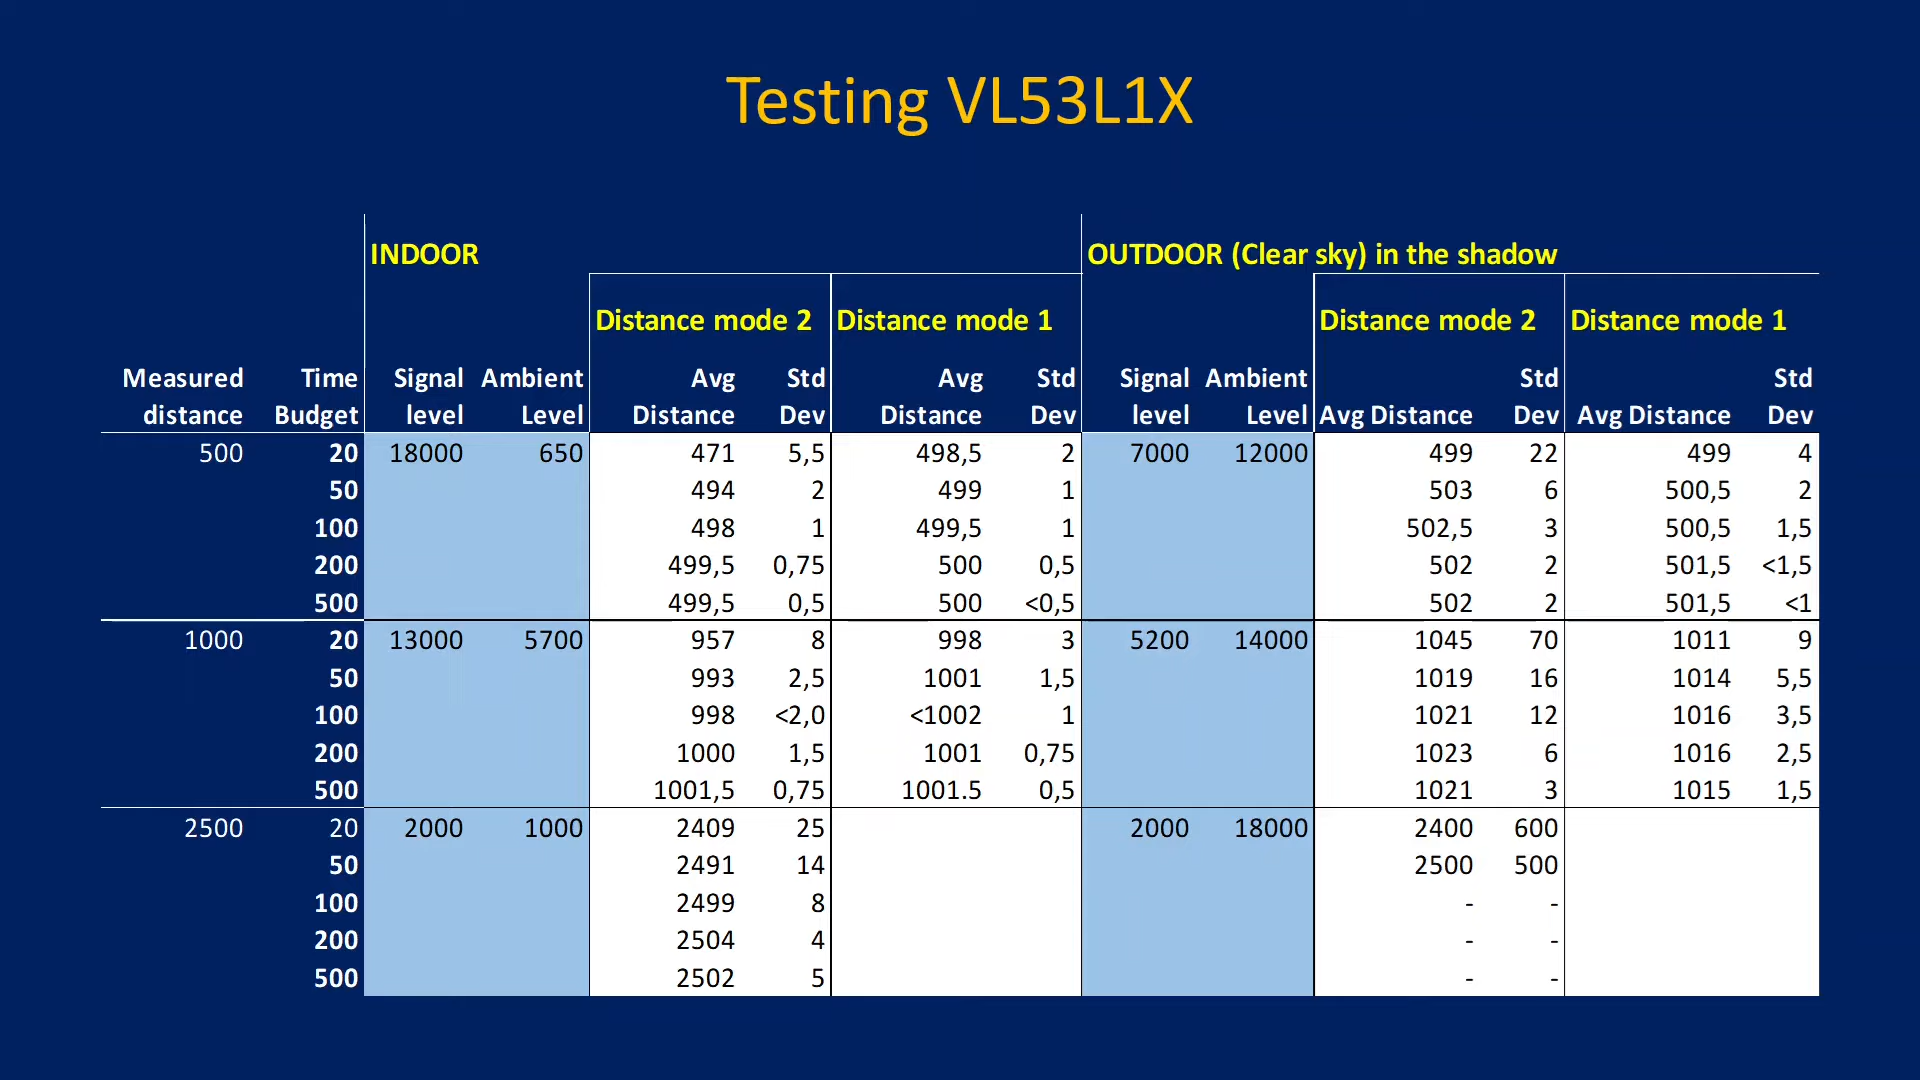 Testing VL53L1X
INDOOR OUTDOOR (Clear sky) in the shadow
Distance mode 2 Distance mode 1 Distance mode 2 Distance mode 1
Measured Time Signal Ambient Avg Std Avg Std Signal Ambient Std Std
distance Budget level Level Distance Dev Distance Dev level Level Avg Distance Dev Avg Distance Dev
500 20 18000 650 471 5,5 498,5 2 7000 12000 499 22 499 4
50 494 2 499 1 503 6 500,5 2
100 498 1 499,5 1 502,5 3 500,5 1,5
200 499,5 0,75 500 0,5 502 2 501,5 <1,5
500 499,5 0,5 500 <0,5 502 2 501,5 <1
1000 20 13000 5700 957 8 998 3 5200 14000 1045 70 1011 9
50 993 2,5 1001 1,5 1019 16 1014 5,5
100 998 <2,0 <1002 1 1021 12 1016 3,5
200 1000 1,5 1001 0,75 1023 6 1016 2,5
500 1001,5 0,75 1001.5 0,5 1021 3 1015 1,5
2500 20 2000 1000 2409 25 2000 18000 2400 600
50 2491 14 2500 500
100 2499 8 - -
200 2504 4 - -
500 2502 5 - -